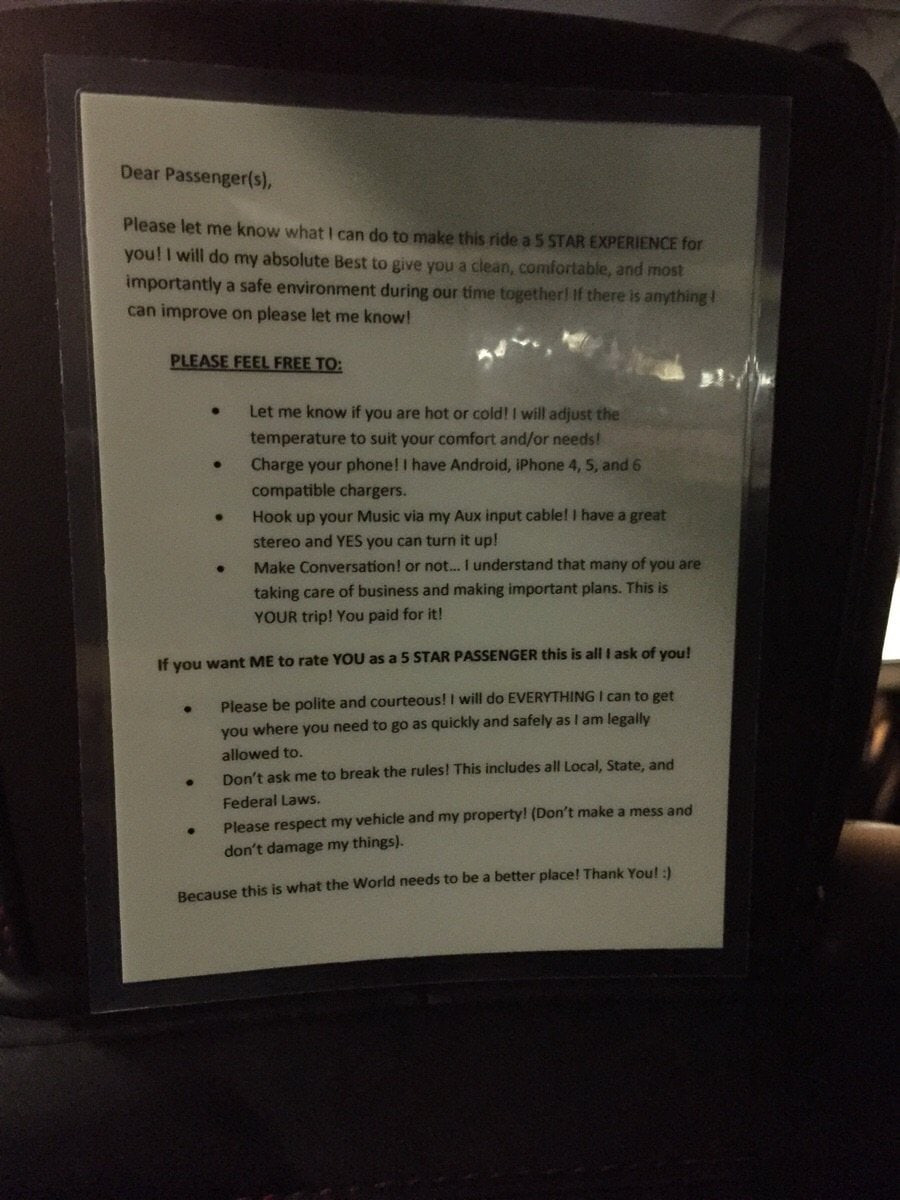 Dear Passenger(s),
Please let me know what I can do to make this ride a 5 STAR EXPERIENCE for
you! I will do my absolute Best to give you a clean, comfortable, and most
importantly a safe environment during our time together! If there is anything I
can improve on please let me know!
PLEASE FEEL FREE TO:
• Let me know if you are hot or cold! I will adjust the
temperature to suit your comfort and/or needs!
• Charge your phone! I have Android, iPhone 4, 5, and 6
compatible chargers.
• Hook up your Music via my Aux input cable! I have a great
stereo and YES you can turn it up!
• Make Conversation! or not... I understand that many of you are
taking care of business and making important plans. This is
YOUR trip! You paid for it!
If you want ME to rate YOU as a 5 STAR PASSENGER this is all I ask of you!
• Please be polite and courteous! I will do EVERYTHING I can to get
you where you need to go as quickly and safely as I am legally
allowed to.
• Don't ask me to break the rules! This includes all Local, State, and
Federal Laws.
• Please respect my vehicle and my property! (Don't make a mess and
don't damage my things).
Because this is what the World needs to be a better place! Thank You! :)